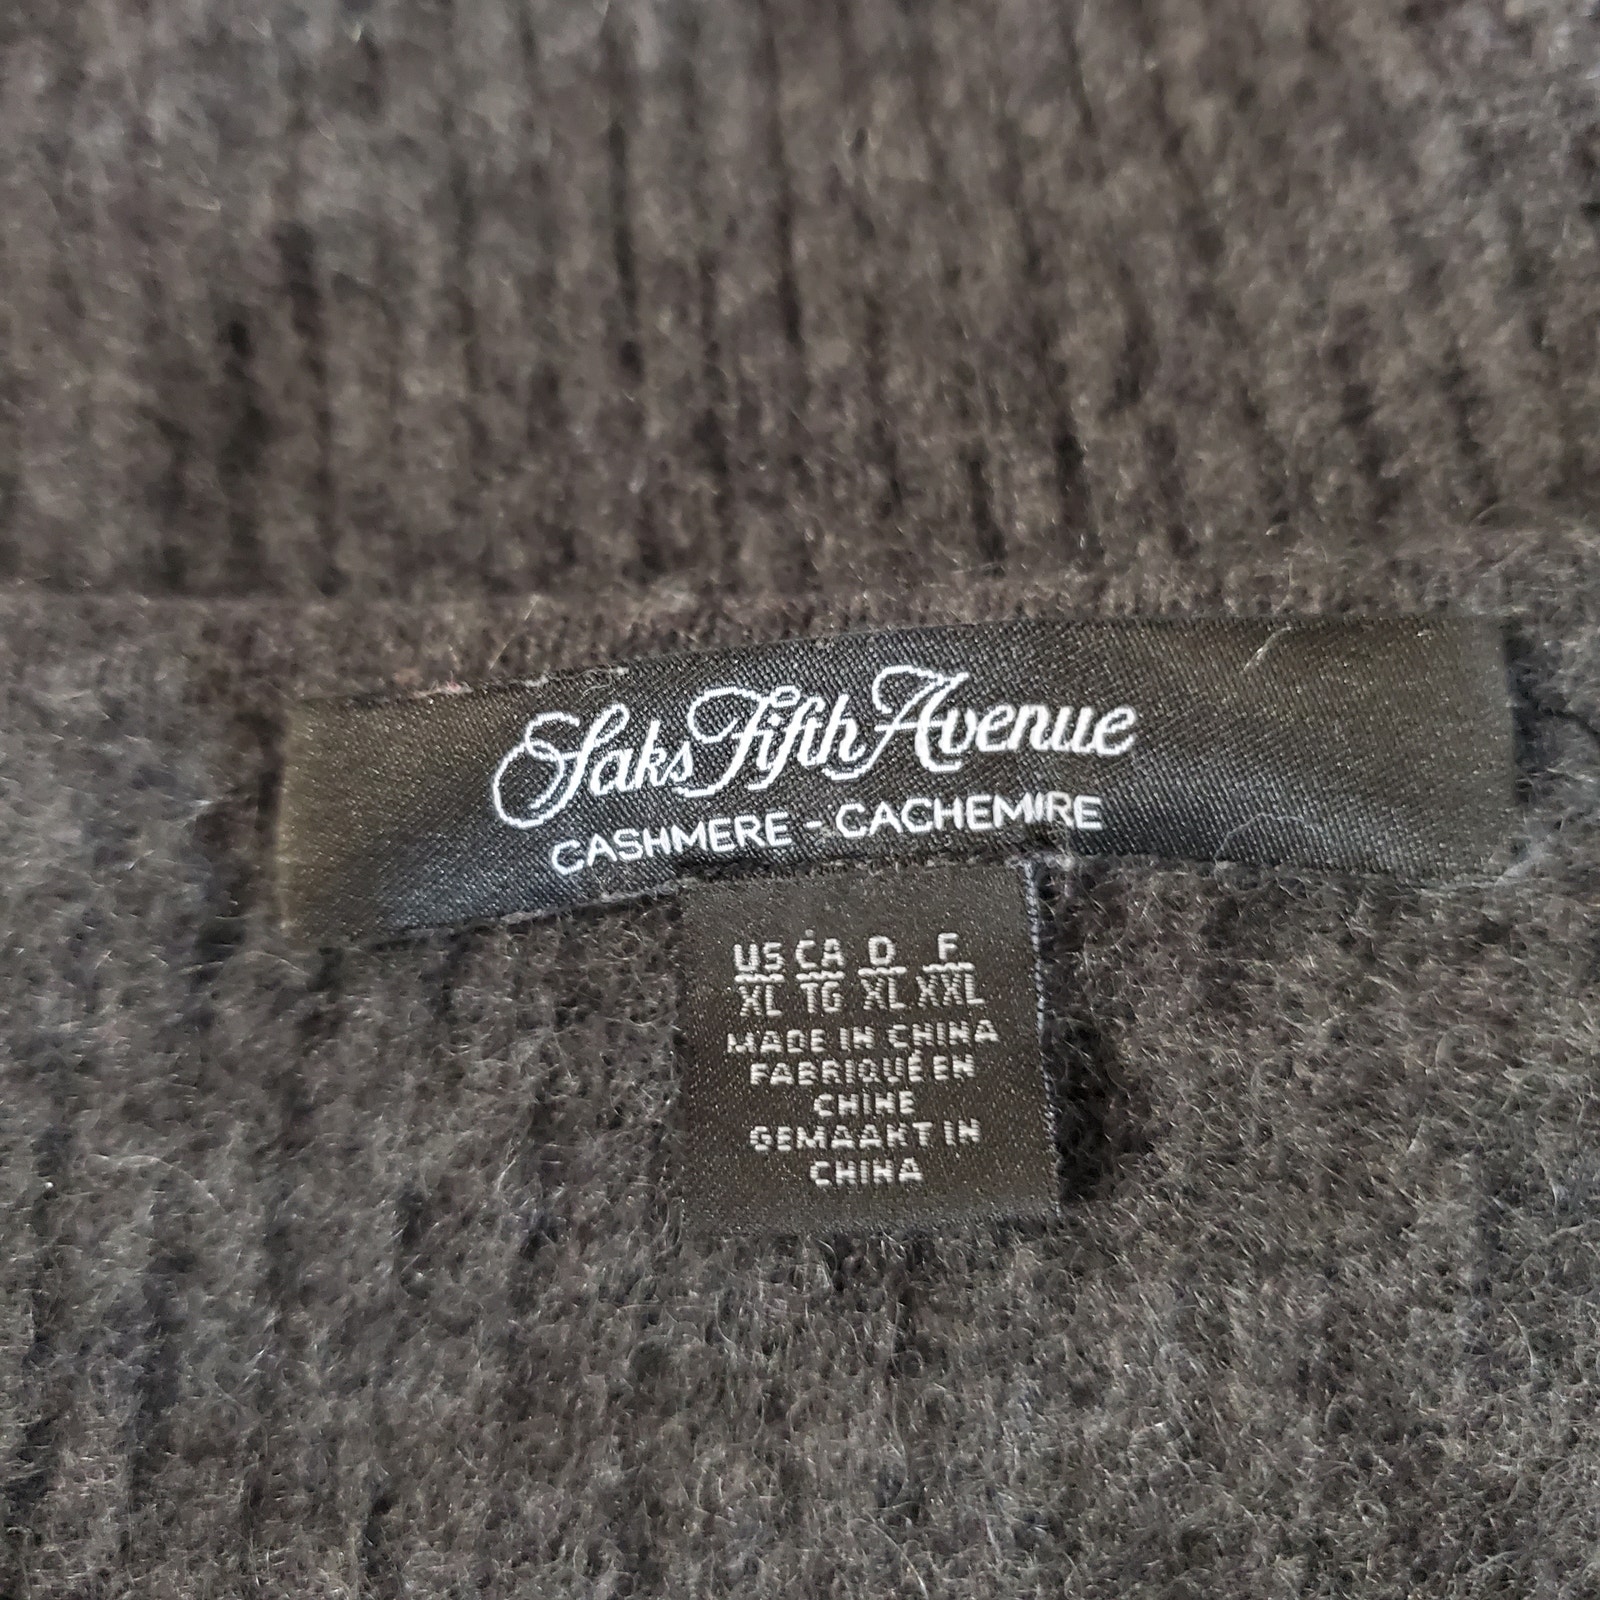 Saks Fifth Avenue
CASHMERE - CACHEMIRE
US CA D F
XL TG XL XXL
MADE IN CHINA
FABRIQUÉ EN
CHINE
GEMAAKT IN
CHINA